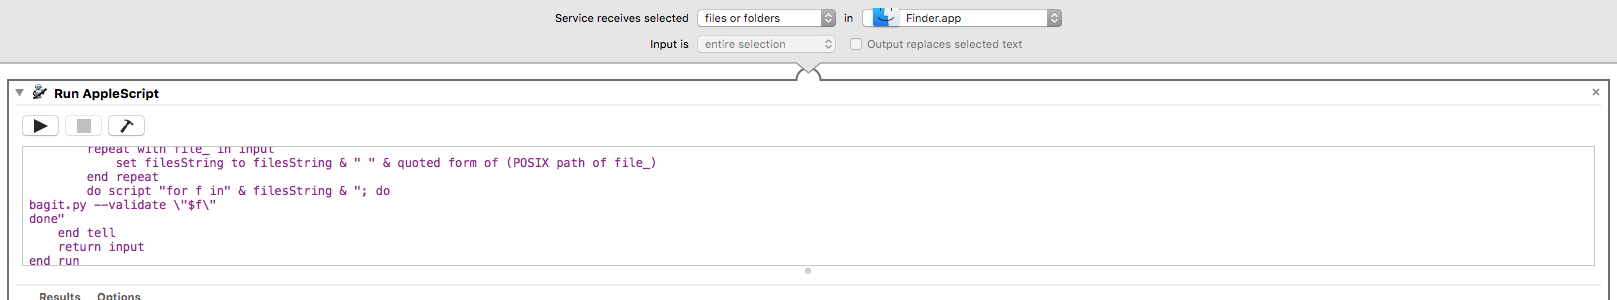 Service receives selected files or folders in Finder.app
Input is entire selection Output replaces selected text
Run AppleScript
repeat with file_ in input
set filesString to filesString & " " & quoted form of (POSIX path of file_)
end repeat
do script "for f in" & filesString & "; do
bagit.py --validate \"$f\"
done"
end tell
return input
end run
Results Options